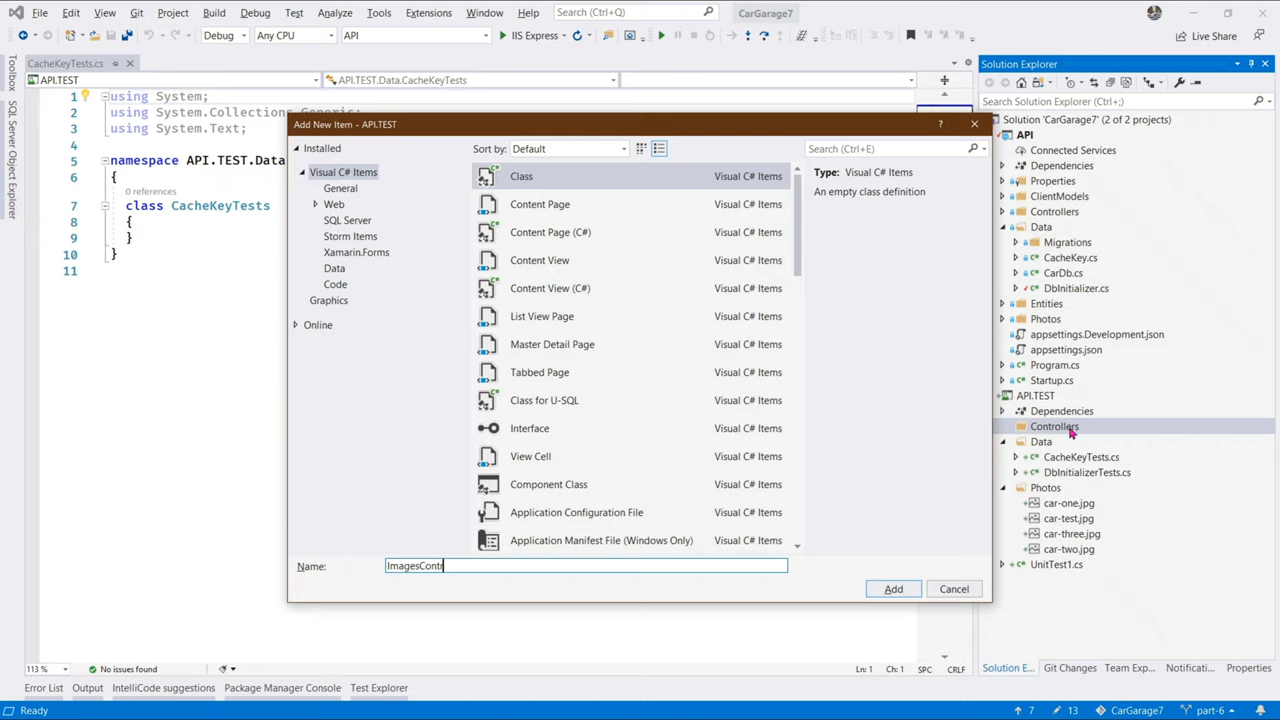 File Edit View Git Project Build Debug Test Analyze Tools Extensions Window Help Search (Ctrl+Q) CarGarage7
Debug Any CPU API IIS Express Live Share
CacheKeyTests.cs
API.TEST API.TEST.Data.CacheKeyTests
Toolbox
SQL Server Object Explorer
1 using System;
2 using System.Collections.Generic;
3 using System.Text;
4
5 namespace API.TEST.Data
6 {
0 references
7 class CacheKeyTests
8 {
9 }
10 }
11
Add New Item - API.TEST
Installed
Visual C# Items
General
Web
SQL Server
Storm Items
Xamarin.Forms
Data
Code
Graphics
Online
Sort by: Default
Search (Ctrl+E)
Class Visual C# Items
Content Page Visual C# Items
Content Page (C#) Visual C# Items
Content View Visual C# Items
Content View (C#) Visual C# Items
List View Page Visual C# Items
Master Detail Page Visual C# Items
Tabbed Page Visual C# Items
Class for U-SQL Visual C# Items
Interface Visual C# Items
View Cell Visual C# Items
Component Class Visual C# Items
Application Configuration File Visual C# Items
Application Manifest File (Windows Only) Visual C# Items
Type: Visual C# Items
An empty class definition
Name: ImagesContr
Add Cancel
Solution Explorer
Search Solution Explorer (Ctrl+;)
Solution 'CarGarage7' (2 of 2 projects)
API
Connected Services
Dependencies
Properties
ClientModels
Controllers
Data
Migrations
CacheKey.cs
CarDb.cs
DbInitializer.cs
Entities
Photos
appsettings.Development.json
appsettings.json
Program.cs
Startup.cs
API.TEST
Dependencies
Controllers
Data
CacheKeyTests.cs
DbInitializerTests.cs
Photos
car-one.jpg
car-test.jpg
car-three.jpg
car-two.jpg
UnitTest1.cs
113 % No issues found Ln: 1 Ch: 1 SPC CRLF
Solution E... Git Changes Team Exp... Notificati... Properties
Error List Output IntelliCode suggestions Package Manager Console Test Explorer
Ready 7 13 CarGarage7 part-6